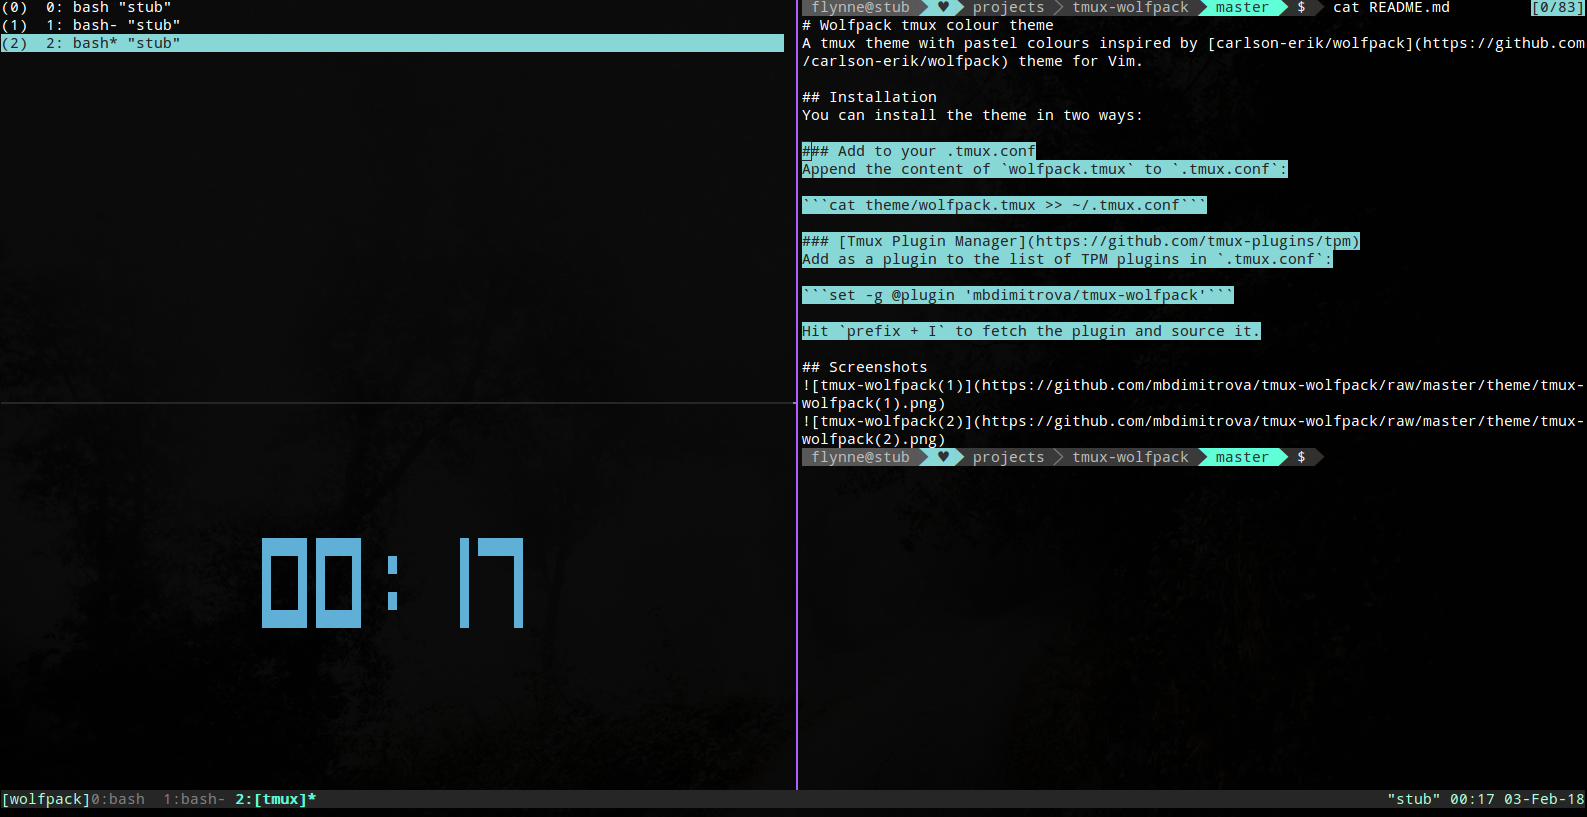 (0)  0: bash "stub"
(1)  1: bash- "stub"
(2)  2: bash* "stub"
00:17
flynne@stub ♥ projects tmux-wolfpack master $ cat README.md [0/83]
# Wolfpack tmux colour theme
A tmux theme with pastel colours inspired by [carlson-erik/wolfpack](https://github.com
/carlson-erik/wolfpack) theme for Vim.
## Installation
You can install the theme in two ways:
### Add to your .tmux.conf
Append the content of `wolfpack.tmux` to `.tmux.conf`:
```cat theme/wolfpack.tmux >> ~/.tmux.conf```
### [Tmux Plugin Manager](https://github.com/tmux-plugins/tpm)
Add as a plugin to the list of TPM plugins in `.tmux.conf`:
```set -g @plugin 'mbdimitrova/tmux-wolfpack'```
Hit `prefix + I` to fetch the plugin and source it.
## Screenshots
![tmux-wolfpack(1)](https://github.com/mbdimitrova/tmux-wolfpack/raw/master/theme/tmux-
wolfpack(1).png)
![tmux-wolfpack(2)](https://github.com/mbdimitrova/tmux-wolfpack/raw/master/theme/tmux-
wolfpack(2).png)
flynne@stub ♥ projects tmux-wolfpack master $
[wolfpack]0:bash  1:bash- 2:[tmux]* "stub" 00:17 03-Feb-18